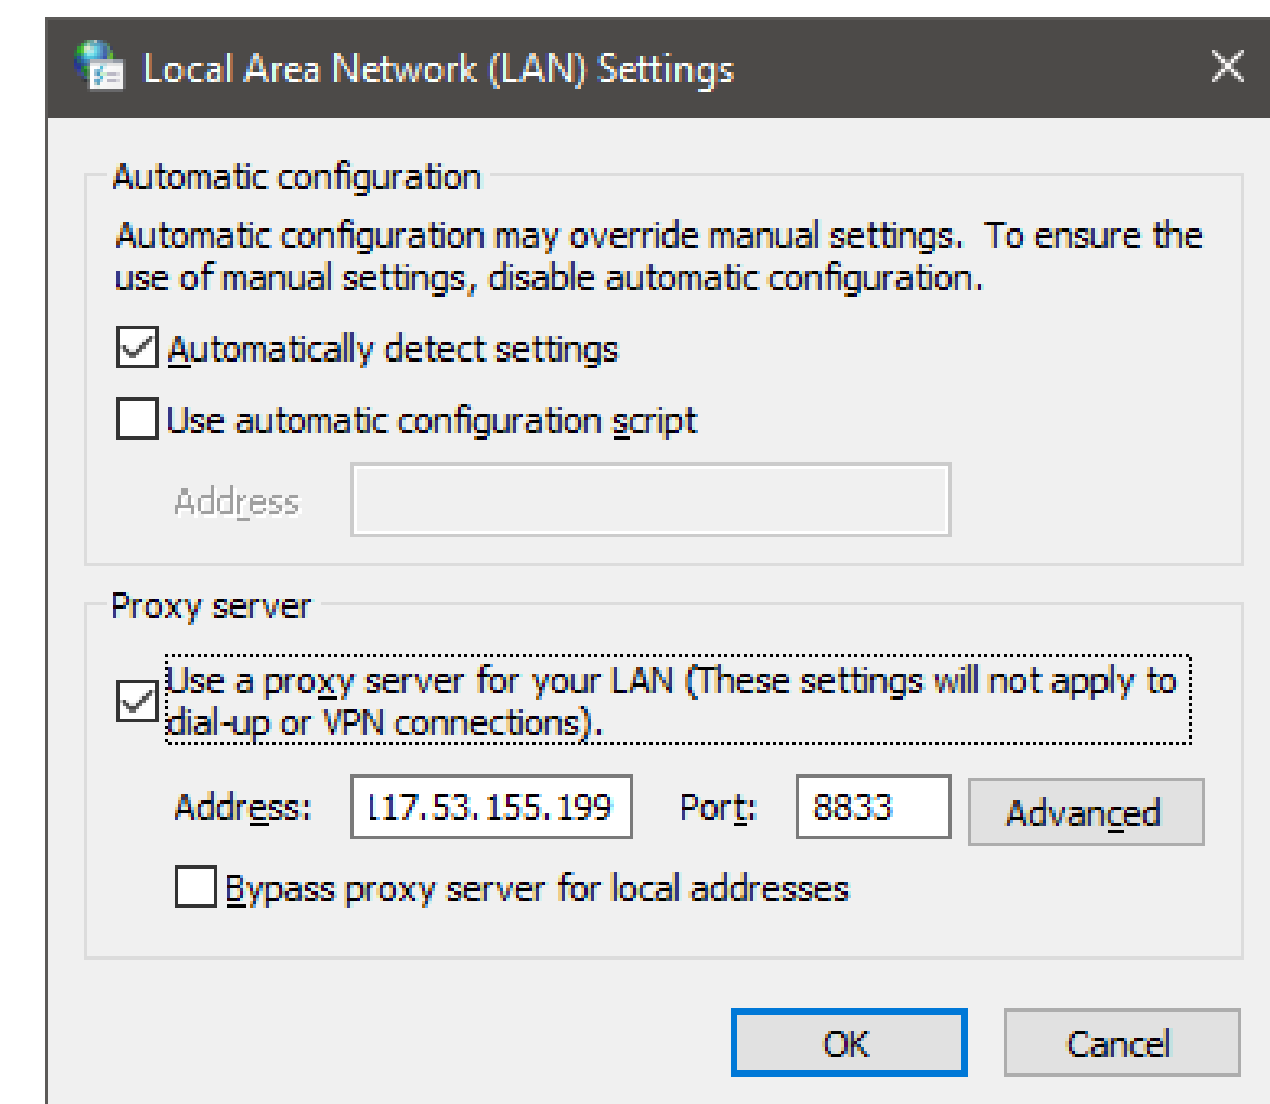 Local Area Network (LAN) Settings
Automatic configuration
Automatic configuration may override manual settings. To ensure the
use of manual settings, disable automatic configuration.
Automatically detect settings
Use automatic configuration script
Address
Proxy server
Use a proxy server for your LAN (These settings will not apply to
dial-up or VPN connections).
Address: 117.53.155.199 Port: 8833 Advanced
Bypass proxy server for local addresses
OK Cancel